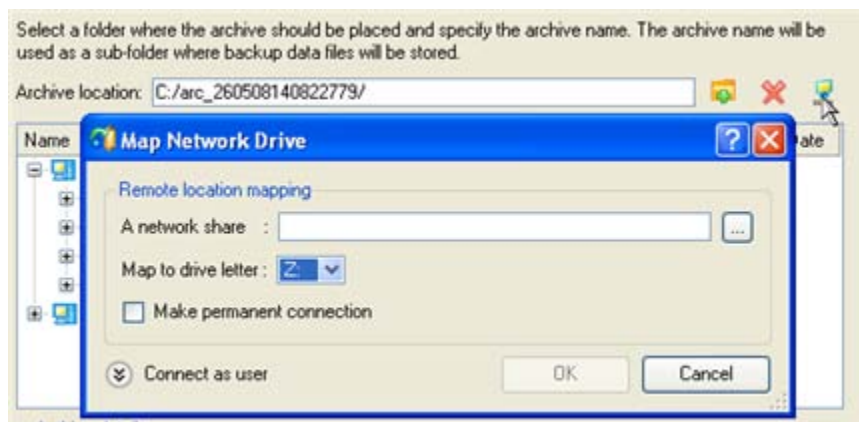 Select a folder where the archive should be placed and specify the archive name. The archive name will be
used as a sub-folder where backup data files will be stored.
Archive location: C:/arc_260508140822779/
Name
ate
Map Network Drive
Remote location mapping
A network share :
...
Map to drive letter : Z:
Make permanent connection
Connect as user
OK
Cancel